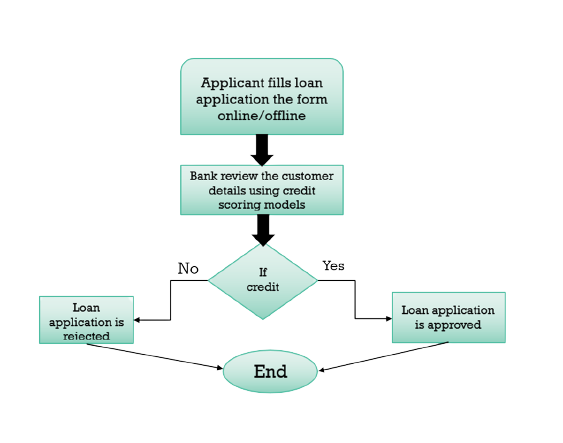 Applicant fills loan
application the form
online/offline
Bank review the customer
details using credit
scoring models
No
Yes
If
credit
Loan
application is
rejected
Loan application
is approved
End